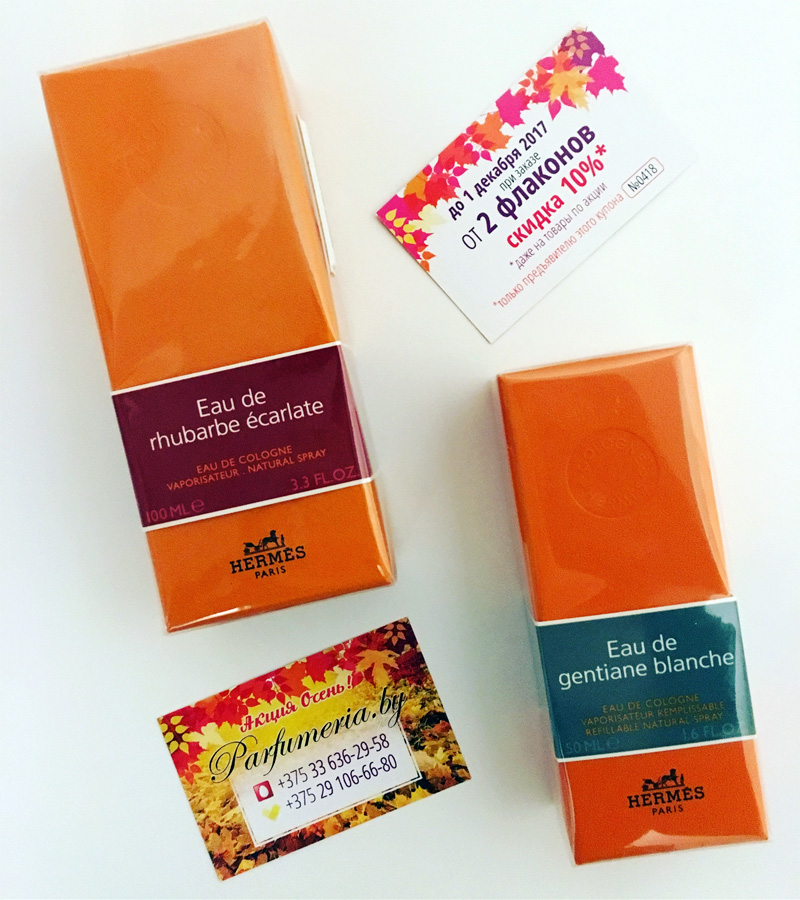 Eau de
rhubarbe écarlate
EAU DE COLOGNE
VAPORISATEUR - NATURAL SPRAY
100 ML e 3.3 FL.OZ.
HERMÈS
PARIS
до 1 декабря 2017
при заказе
от 2 флаконов
скидка 10%*
*даже на товары по акции
*только предъявителю этого купона
№0418
Eau de
gentiane blanche
EAU DE COLOGNE
VAPORISATEUR REMPLISSABLE
REFILLABLE NATURAL SPRAY
50 ML e 1.6 FL.OZ
HERMÈS
PARIS
Акция Осень!
Parfumeria.by
+375 33 636-29-58
+375 29 106-66-80